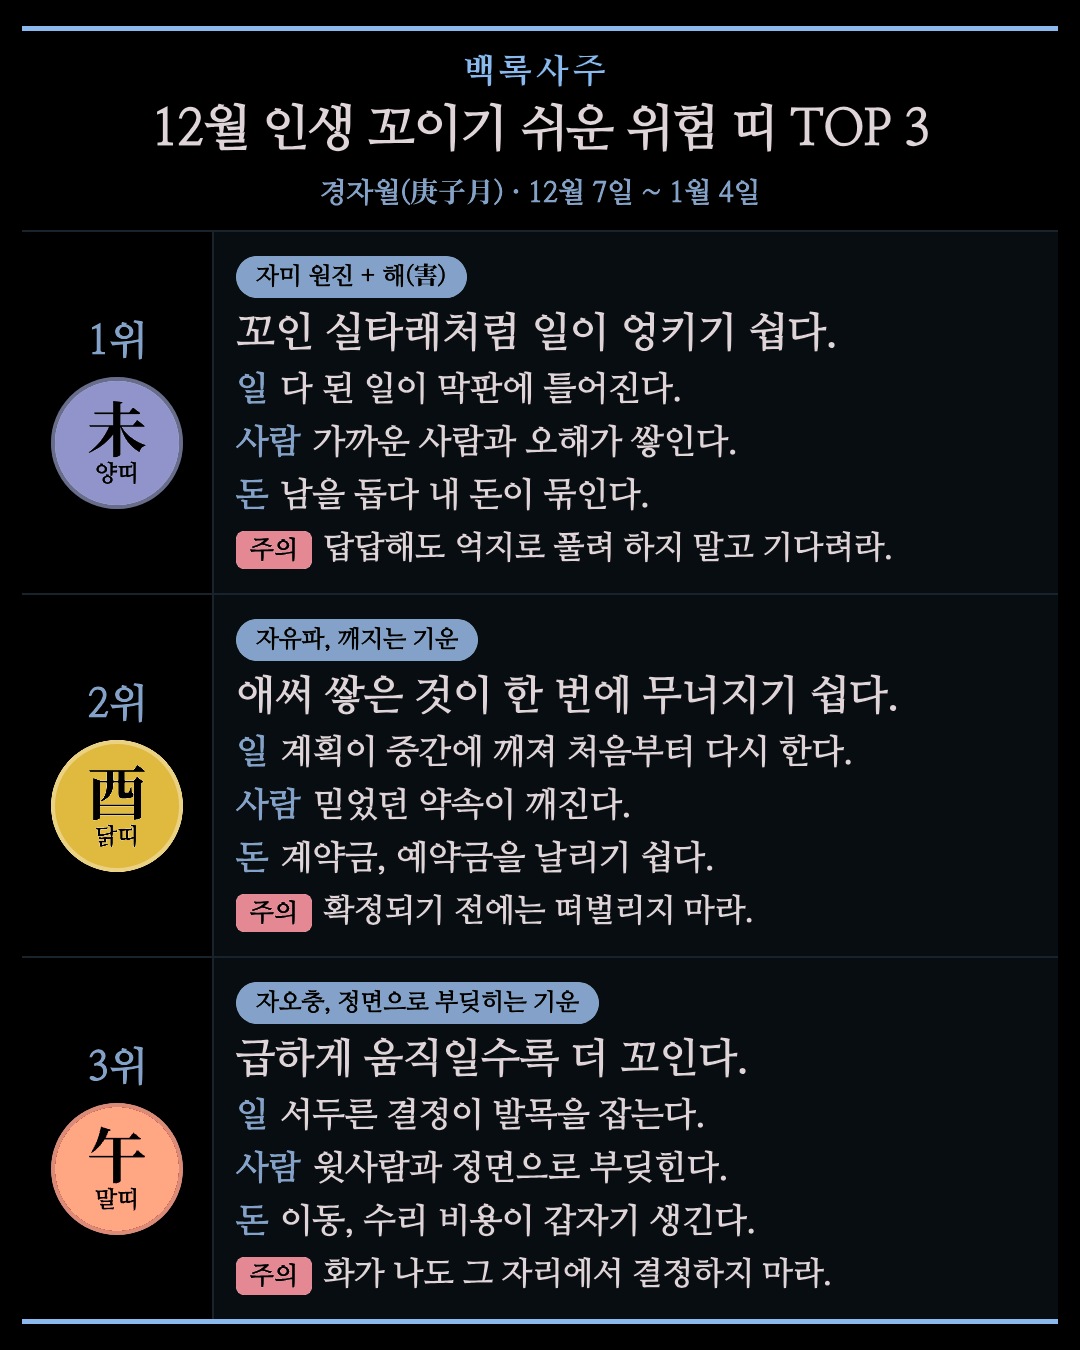 백록사주
12월 인생 꼬이기 쉬운 위험 띠 TOP 3
경자월(庚子月) · 12월 7일 ~ 1월 4일
1위
未
양띠
자미 원진 + 해(害)
꼬인 실타래처럼 일이 엉키기 쉽다.
일 다 된 일이 막판에 틀어진다.
사람 가까운 사람과 오해가 쌓인다.
돈 남을 돕다 내 돈이 묶인다.
주의 답답해도 억지로 풀려 하지 말고 기다려라.
2위
酉
닭띠
자유파, 깨지는 기운
애써 쌓은 것이 한 번에 무너지기 쉽다.
일 계획이 중간에 깨져 처음부터 다시 한다.
사람 믿었던 약속이 깨진다.
돈 계약금, 예약금을 날리기 쉽다.
주의 확정되기 전에는 떠벌리지 마라.
3위
午
말띠
자오충, 정면으로 부딪히는 기운
급하게 움직일수록 더 꼬인다.
일 서두른 결정이 발목을 잡는다.
사람 윗사람과 정면으로 부딪힌다.
돈 이동, 수리 비용이 갑자기 생긴다.
주의 화가 나도 그 자리에서 결정하지 마라.